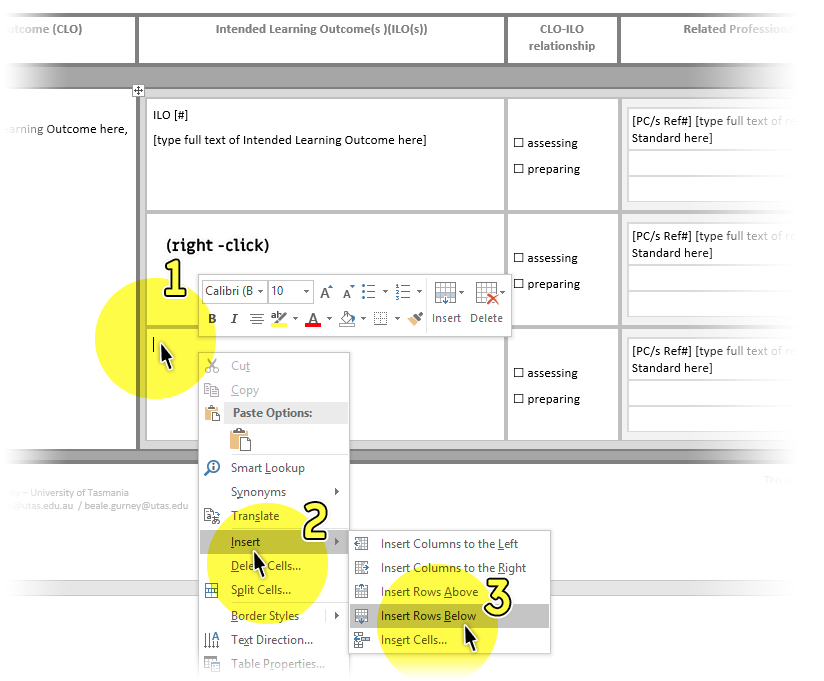 utcome (CLO)
Intended Learning Outcome(s )(ILO(s))
CLO-ILO
relationship
Related Profession
ILO [#]
[type full text of Intended Learning Outcome here]
arning Outcome here,
☐ assessing
☐ preparing
[PC/s Ref#] [type full text of re
Standard here]
(right -click)
1
☐ assessing
☐ preparing
[PC/s Ref#] [type full text of re
Standard here]
Calibri (B
10
A
A
B
I
ab
A
Insert
Delete
☐ assessing
☐ preparing
[PC/s Ref#] [type full text of re
Standard here]
Cut
Copy
Paste Options:
Smart Lookup
Synonyms
Translate
2
Insert
Delete Cells...
Split Cells...
Border Styles
Text Direction...
Table Properties...
Insert Columns to the Left
Insert Columns to the Right
Insert Rows Above
3
Insert Rows Below
Insert Cells...
– University of Tasmania
@utas.edu.au / beale.gurney@utas.edu